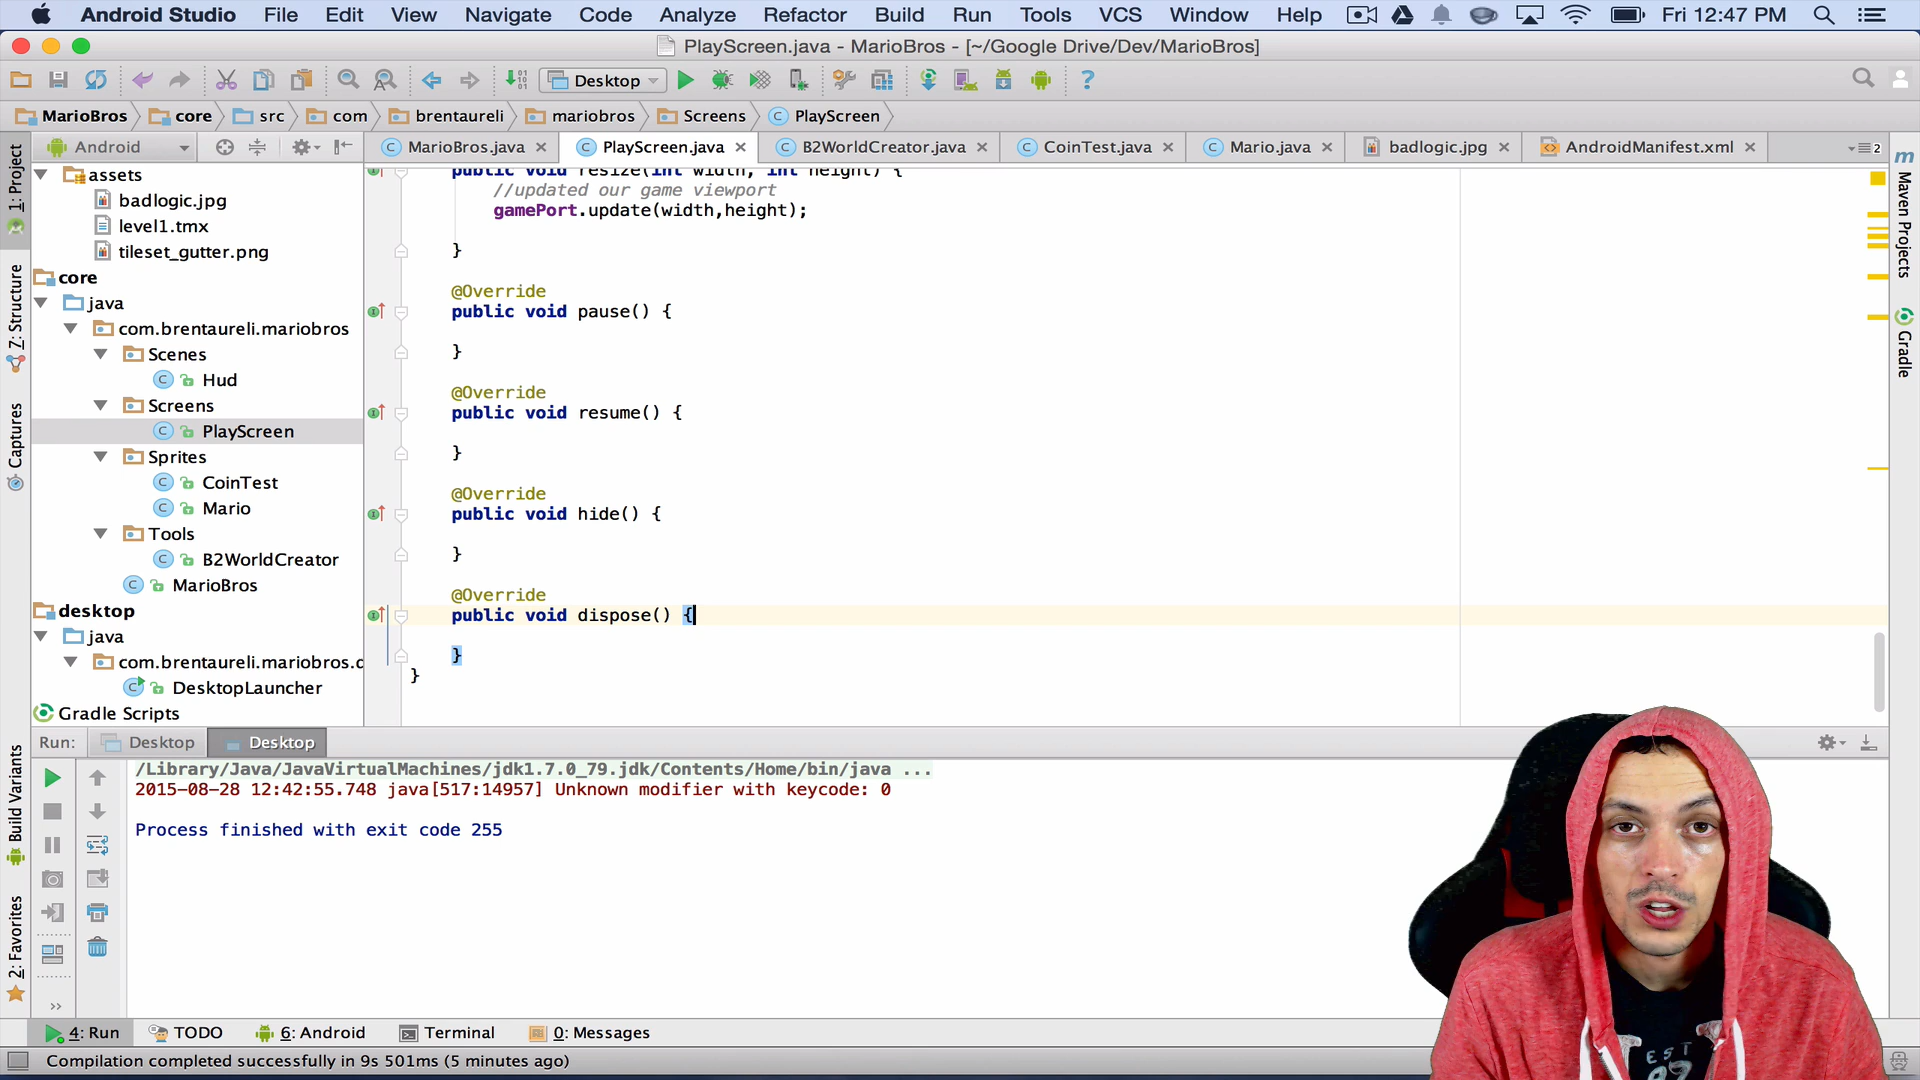 Android Studio File Edit View Navigate Code Analyze Refactor Build Run Tools VCS Window Help Fri 12:47 PM
PlayScreen.java - MarioBros - [~/Google Drive/Dev/MarioBros]
Desktop
MarioBros core src com brentaureli mariobros Screens PlayScreen
Android
MarioBros.java PlayScreen.java B2WorldCreator.java CoinTest.java Mario.java badlogic.jpg AndroidManifest.xml 2
1: Project
Z: Structure
Captures
Build Variants
2: Favorites
assets
badlogic.jpg
level1.tmx
tileset_gutter.png
core
java
com.brentaureli.mariobros
Scenes
Hud
Screens
PlayScreen
Sprites
CoinTest
Mario
Tools
B2WorldCreator
MarioBros
desktop
java
com.brentaureli.mariobros.d
DesktopLauncher
Gradle Scripts
public void resize(int width, int height) {
//updated our game viewport
gamePort.update(width,height);
}
@Override
public void pause() {
}
@Override
public void resume() {
}
@Override
public void hide() {
}
@Override
public void dispose() {
}
}
m
Maven Projects
Gradle
Run: Desktop Desktop
/Library/Java/JavaVirtualMachines/jdk1.7.0_79.jdk/Contents/Home/bin/java ...
2015-08-28 12:42:55.748 java[517:14957] Unknown modifier with keycode: 0
Process finished with exit code 255
4: Run TODO 6: Android Terminal 0: Messages
Compilation completed successfully in 9s 501ms (5 minutes ago)